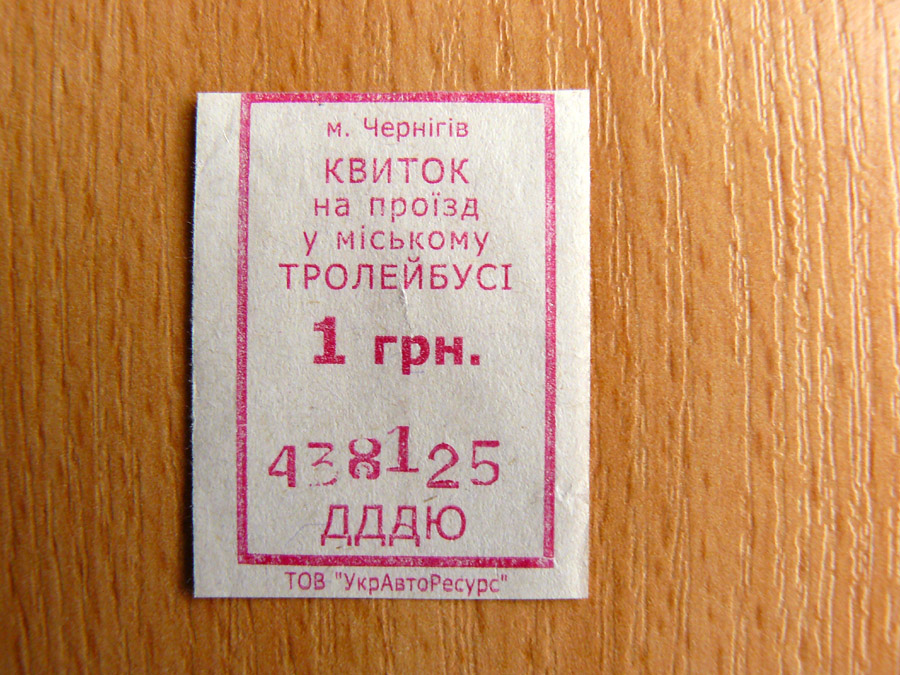 м. Чернігів
КВИТОК
на проїзд
у міському
ТРОЛЕЙБУСІ
1 грн.
438125
ДДДЮ
ТОВ "УкрАвтоРесурс"